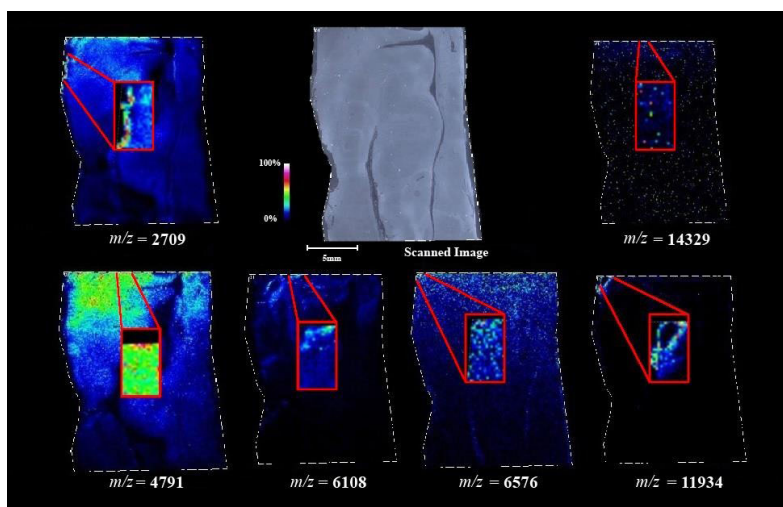 100%
0%
5mm
Scanned Image
m/z = 2709
m/z = 14329
m/z = 4791
m/z = 6108
m/z = 6576
m/z = 11934